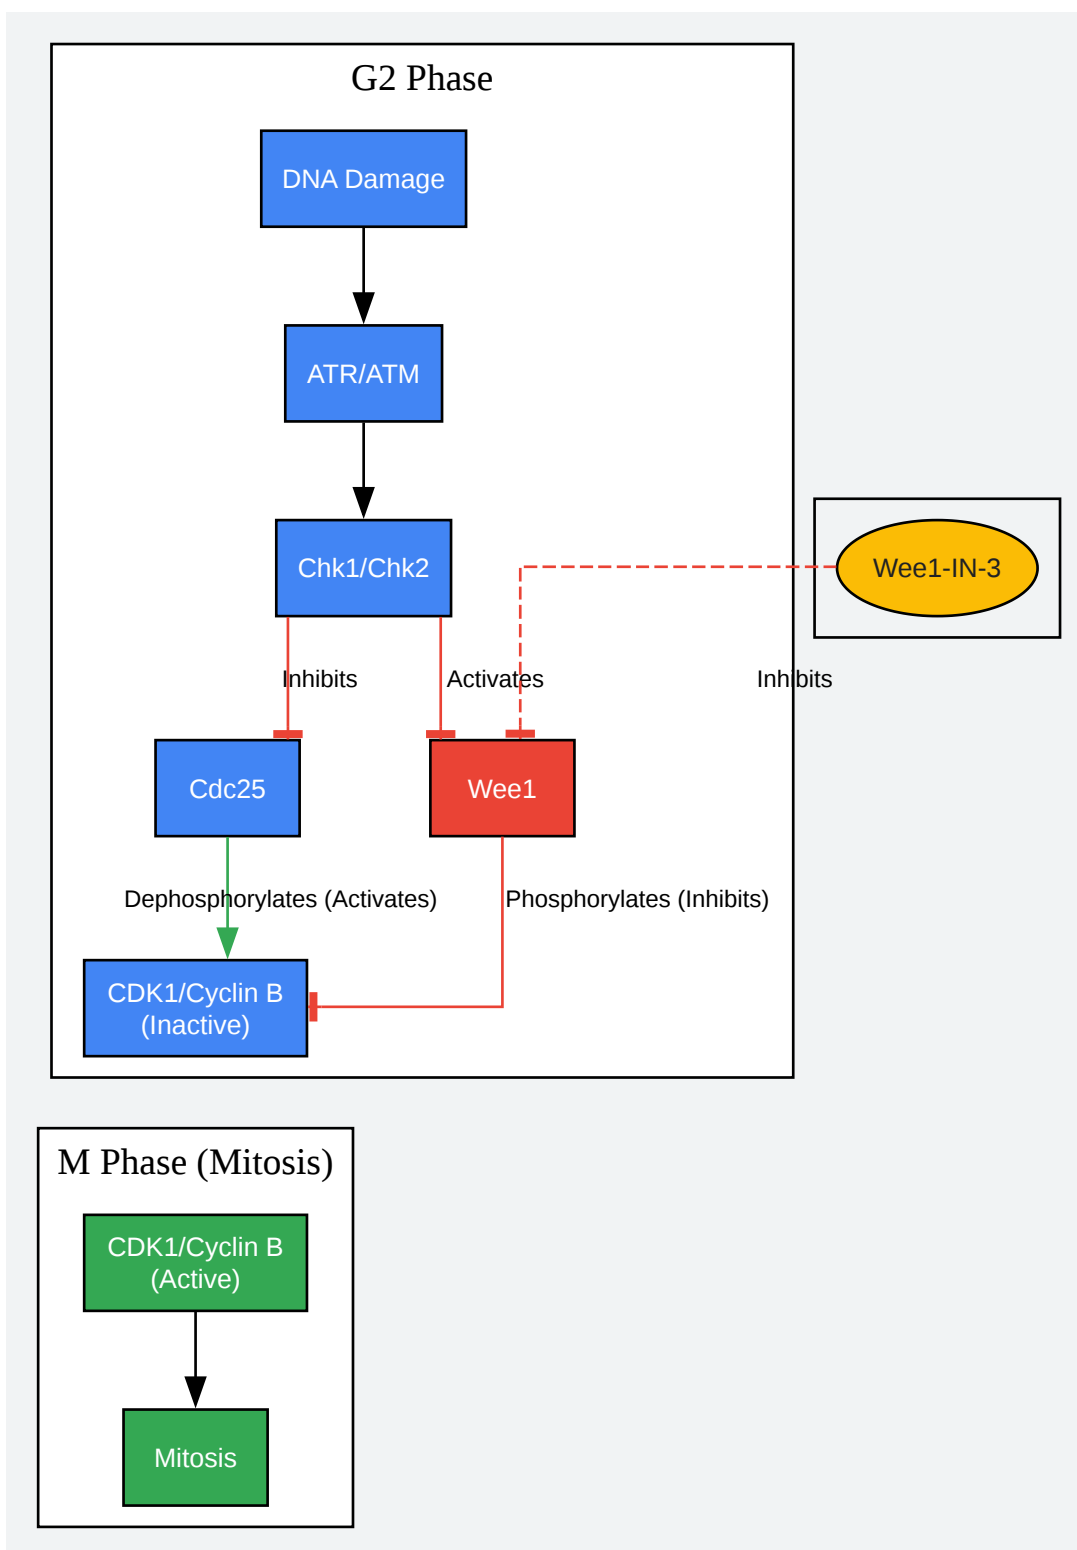 G2 Phase
DNA Damage
ATR/ATM
Chk1/Chk2
Wee1-IN-3
Inhibits
Activates
Inhibits
Cdc25
Wee1
Dephosphorylates (Activates)
Phosphorylates (Inhibits)
CDK1/Cyclin B
(Inactive)
M Phase (Mitosis)
CDK1/Cyclin B
(Active)
Mitosis